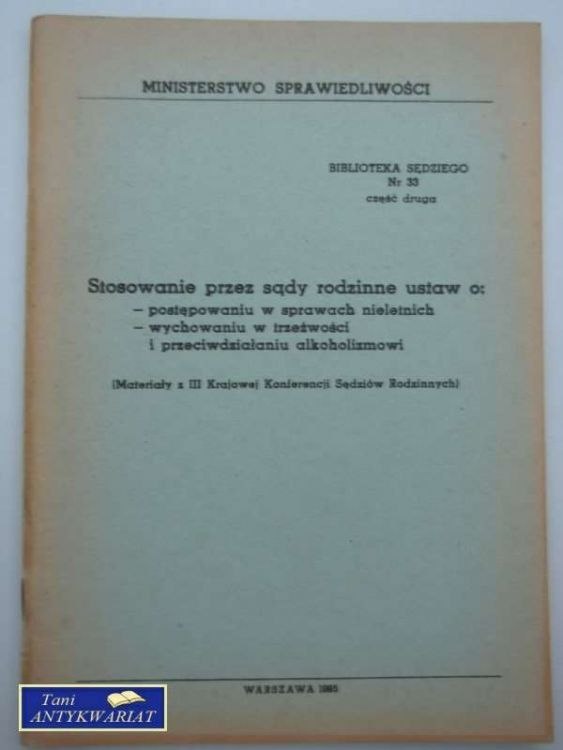 MINISTERSTWO SPRAWIEDLIWOŚCI
BIBLIOTEKA SĘDZIEGO
Nr 33
część druga
Stosowanie przez sądy rodzinne ustaw o:
— postępowaniu w sprawach nieletnich
— wychowaniu w trzeźwości
i przeciwdziałaniu alkoholizmowi
(Materiały z III Krajowej Konferencji Sędziów Rodzinnych)
WARSZAWA 1985
Tani
ANTYKWARIAT